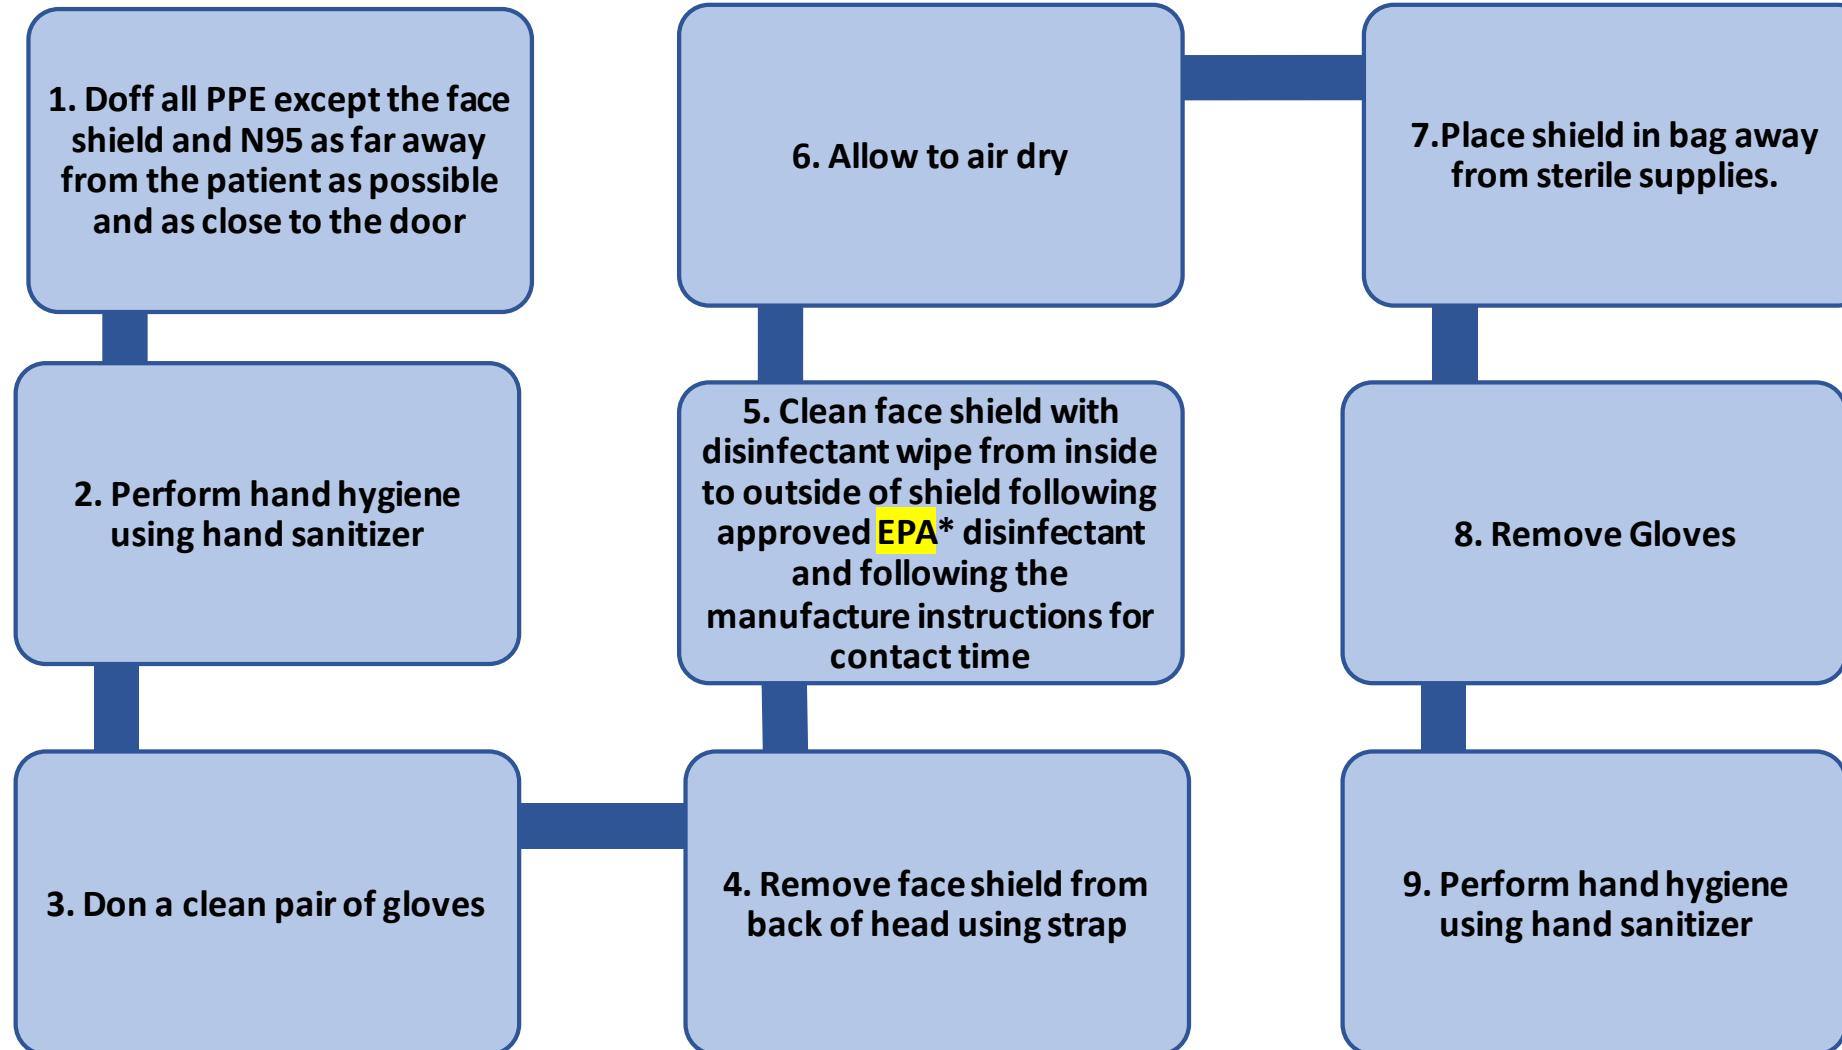 1. Doff all PPE except the face
shield and N95 as far away
from the patient as possible
and as close to the door
2. Perform hand hygiene
using hand sanitizer
3. Don a clean pair of gloves
4. Remove face shield from
back of head using strap
5. Clean face shield with
disinfectant wipe from inside
to outside of shield following
approved EPA* disinfectant
and following the
manufacture instructions for
contact time
6. Allow to air dry
7.Place shield in bag away
from sterile supplies.
8. Remove Gloves
9. Perform hand hygiene
using hand sanitizer